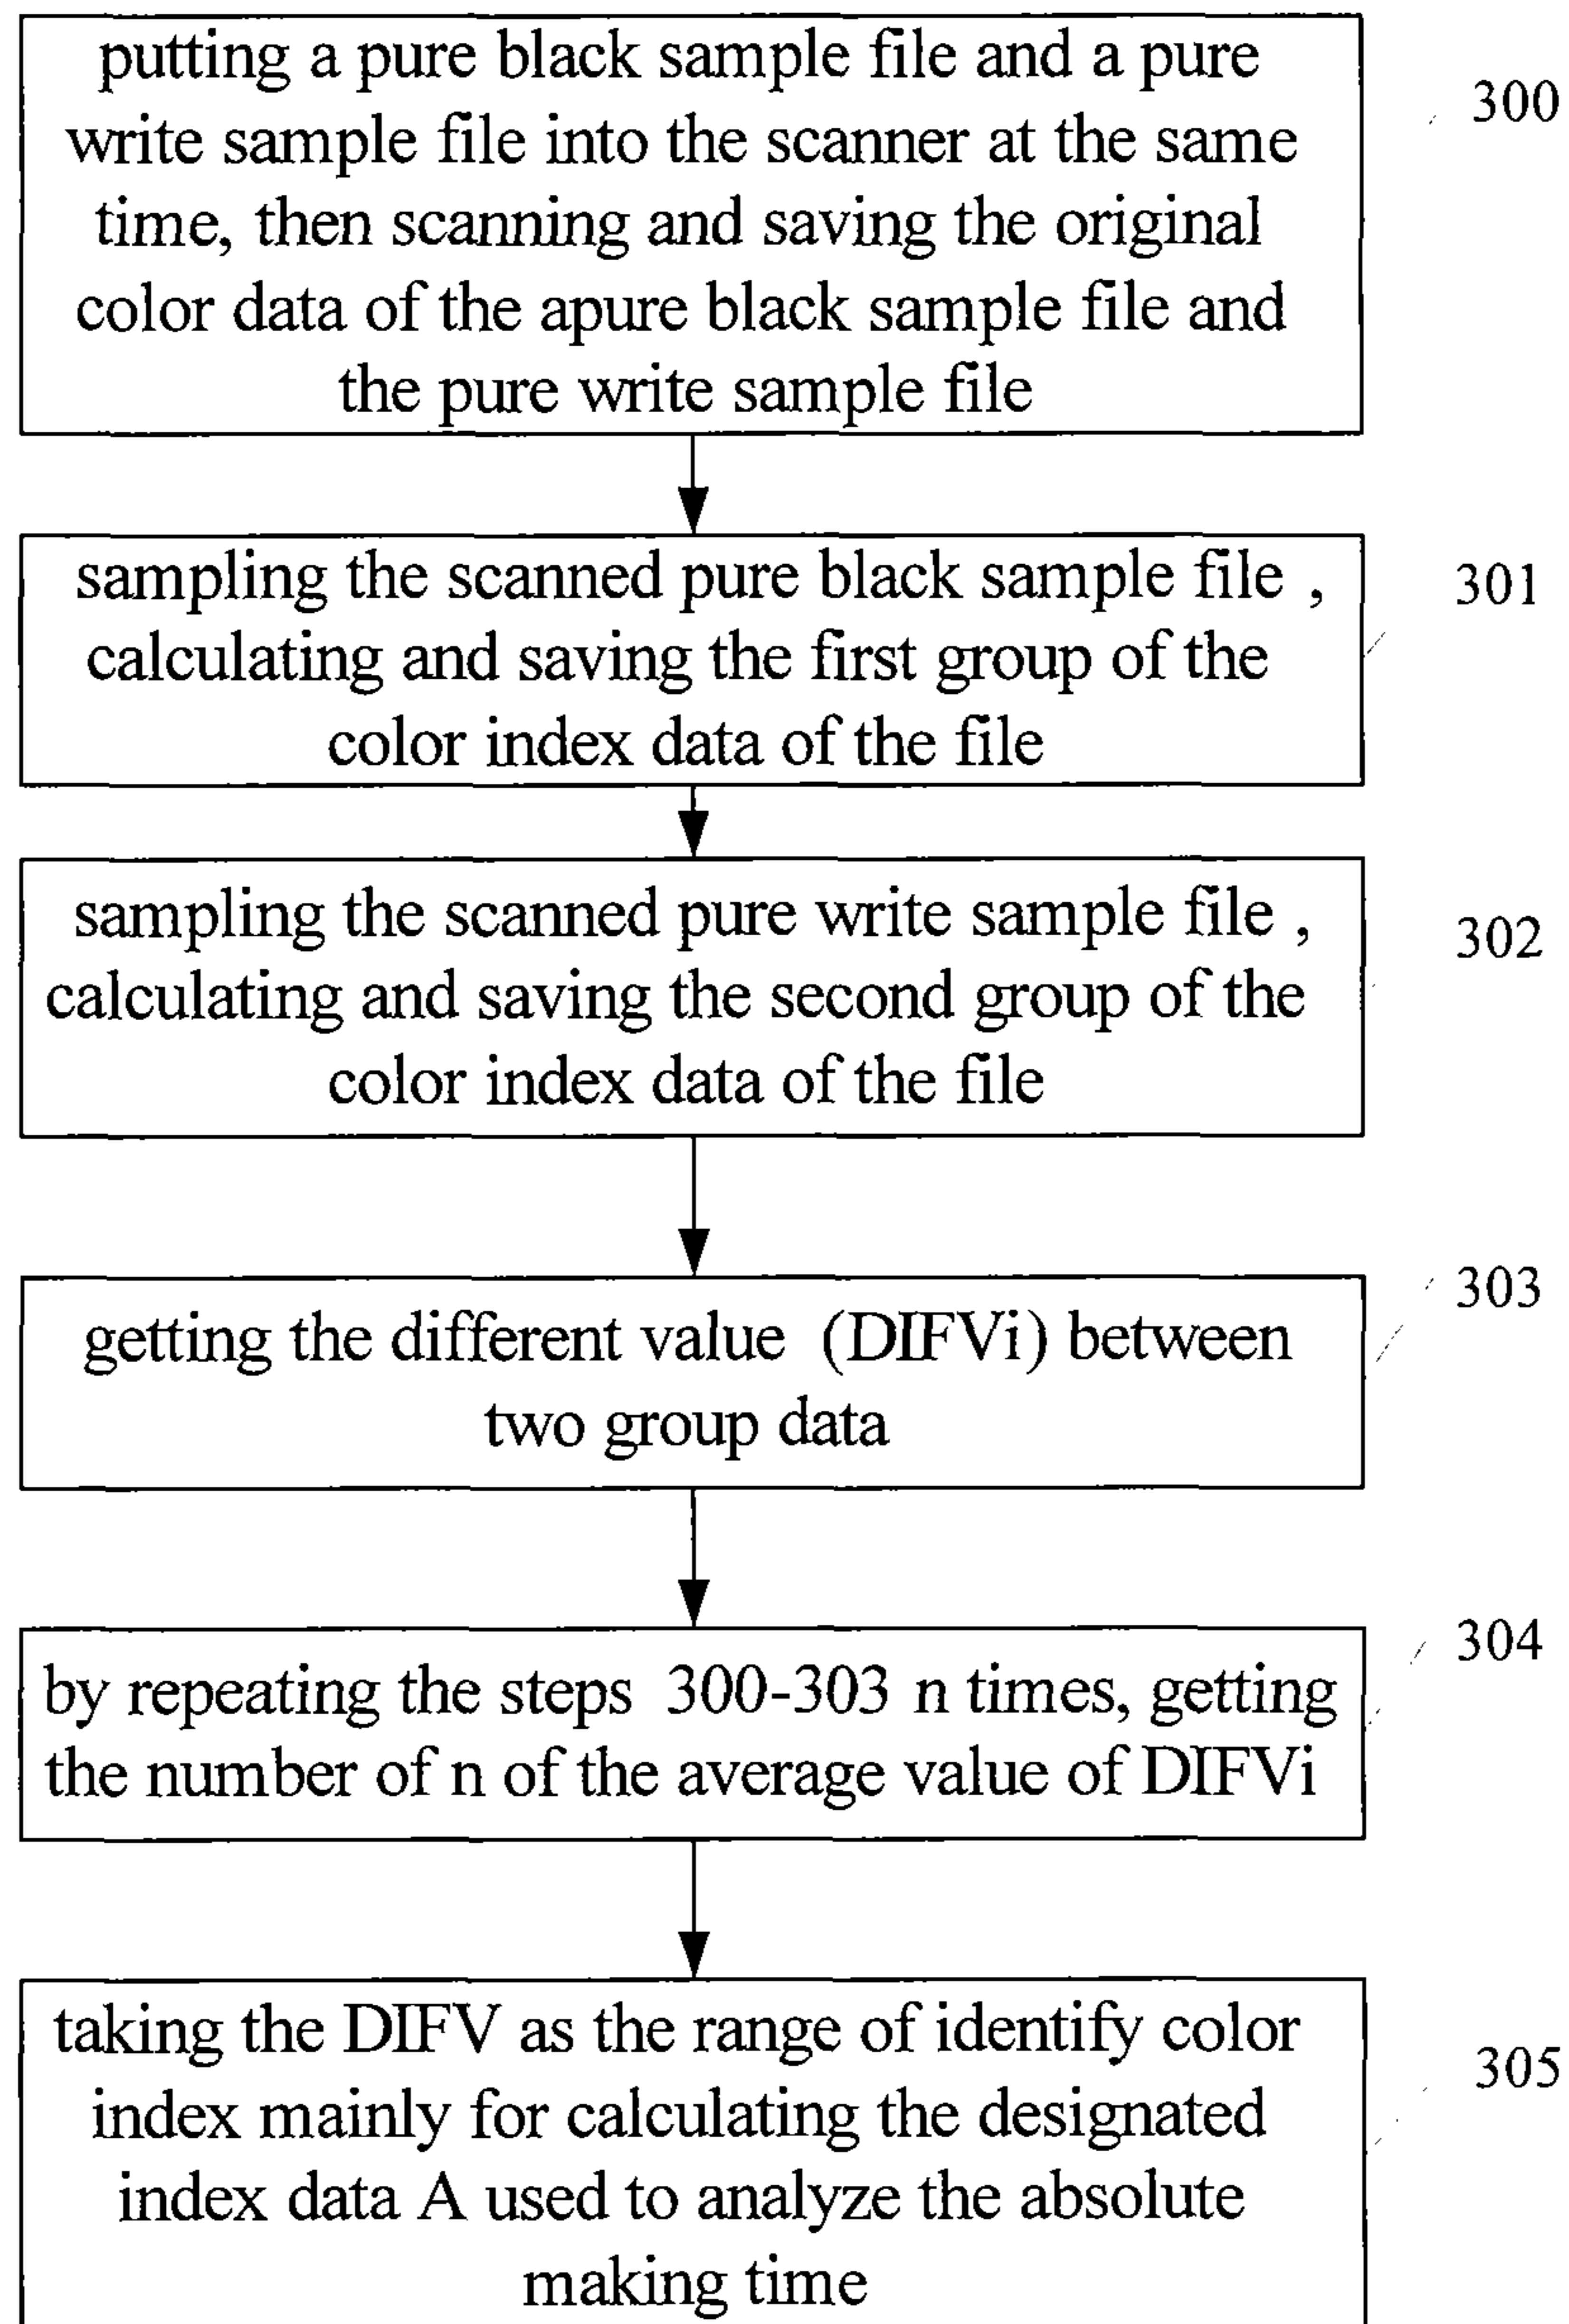 putting a pure black sample file and a pure
write sample file into the scanner at the same
time, then scanning and saving the original
color data of the apure black sample file and
the pure write sample file
300
sampling the scanned pure black sample file ,
calculating and saving the first group of the
color index data of the file
301
sampling the scanned pure write sample file ,
calculating and saving the second group of the
color index data of the file
302
getting the different value (DIFVi) between
two group data
303
by repeating the steps 300-303 n times, getting
the number of n of the average value of DIFVi
304
taking the DIFV as the range of identify color
index mainly for calculating the designated
index data A used to analyze the absolute
making time
305